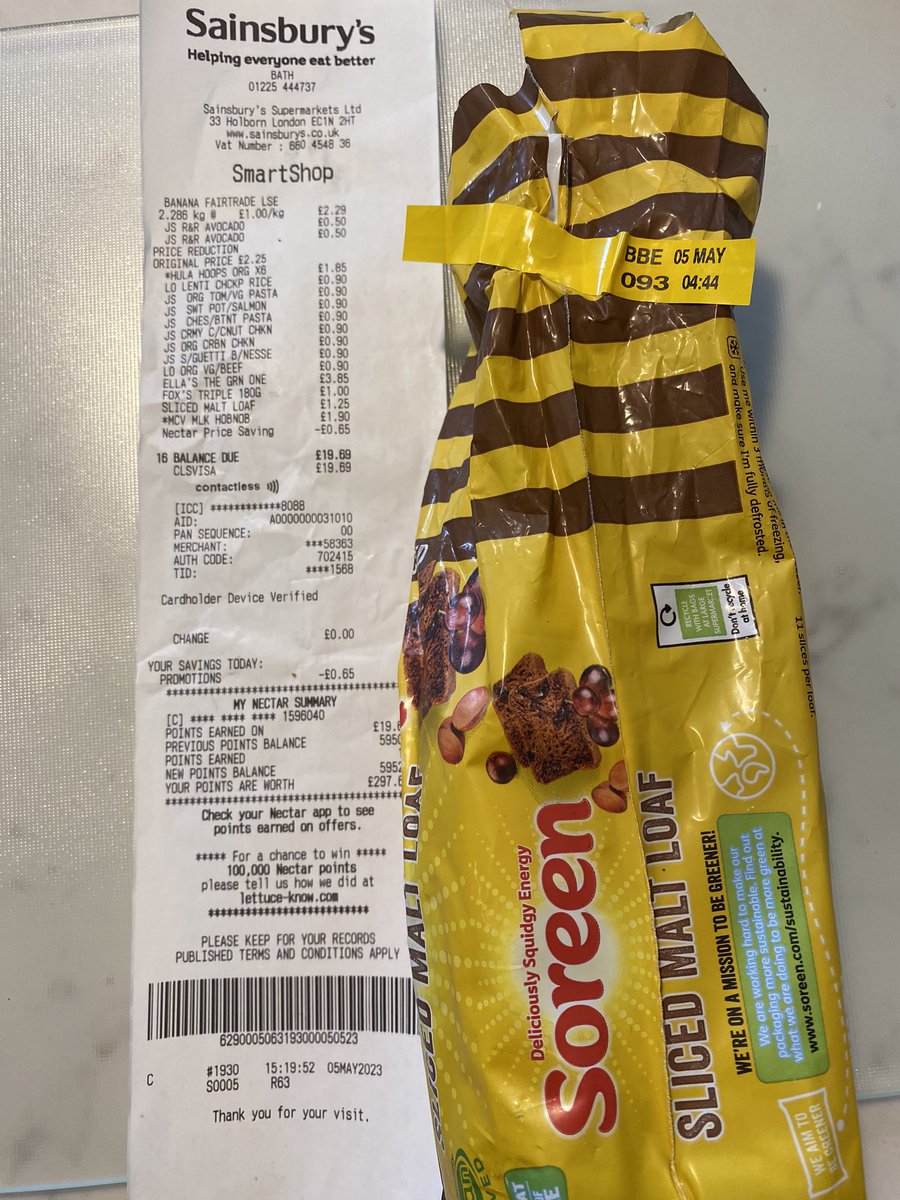 Sainsbury's
Helping everyone eat better
BATH
01225 444737
Sainsbury's Supermarkets Ltd
33 Holborn London EC1N 2HT
www.sainsburys.co.uk
Vat Number : 660 4548 36
SmartShop
BANANA FAIRTRADE LSE
2.286 kg @ £1.00/kg £2.29
JS R&R AVOCADO £0.50
JS R&R AVOCADO £0.50
PRICE REDUCTION
ORIGINAL PRICE £2.25
*HULA HOOPS ORG X6 £1.85
LO LENTI CHCKP RICE £0.90
JS ORG TOM/VG PASTA £0.90
JS SWT POT/SALMON £0.90
JS CHES/BTNT PASTA £0.90
JS CRMY C/CNUT CHKN £0.90
JS ORG CRBN CHKN £0.90
JS S/GUETTI B/NESSE £0.90
LO ORG VG/BEEF £0.90
ELLA'S THE GRN ONE £3.85
FOX'S TRIPLE 180G £1.00
SLICED MALT LOAF £1.25
*MCV MLK HOBNOB £1.90
Nectar Price Saving -£0.65
16 BALANCE DUE £19.69
CLSVISA £19.69
contactless
[ICC] ************8088
AID: A0000000031010
PAN SEQUENCE: 00
MERCHANT: ***58363
AUTH CODE: 702415
TID: ****1568
Cardholder Device Verified
CHANGE £0.00
YOUR SAVINGS TODAY:
PROMOTIONS -£0.65
MY NECTAR SUMMARY
[C] **** **** **** 1596040
POINTS EARNED ON £19.6
PREVIOUS POINTS BALANCE 5950
POINTS EARNED
NEW POINTS BALANCE 5952
YOUR POINTS ARE WORTH £297.6
Check your Nectar app to see
points earned on offers.
***** For a chance to win *****
100,000 Nectar points
please tell us how we did at
lettuce-know.com
PLEASE KEEP FOR YOUR RECORDS
PUBLISHED TERMS AND CONDITIONS APPLY
6290005063193000050523
#1930 15:19:52 05MAY2023
C S0005 R63
Thank you for your visit.
BBE 05 MAY
093 04:44
use me within 3 months of freezing,
and make sure I'm fully defrosted.
11 slices per loaf.
RECYCLE
WITH BAGS
AT LARGE
SUPERMARKET
Don't recycle
at home
SLICED MALT LOAF
Deliciously Squidgy Energy
Soreen
SLICED MALT LOAF
WE'RE ON A MISSION TO BE GREENER!
We are working hard to make our
packaging more sustainable. Find out
what we are doing to be more green at
www.soreen.com/sustainability.
WE AIM TO
BE GREENER